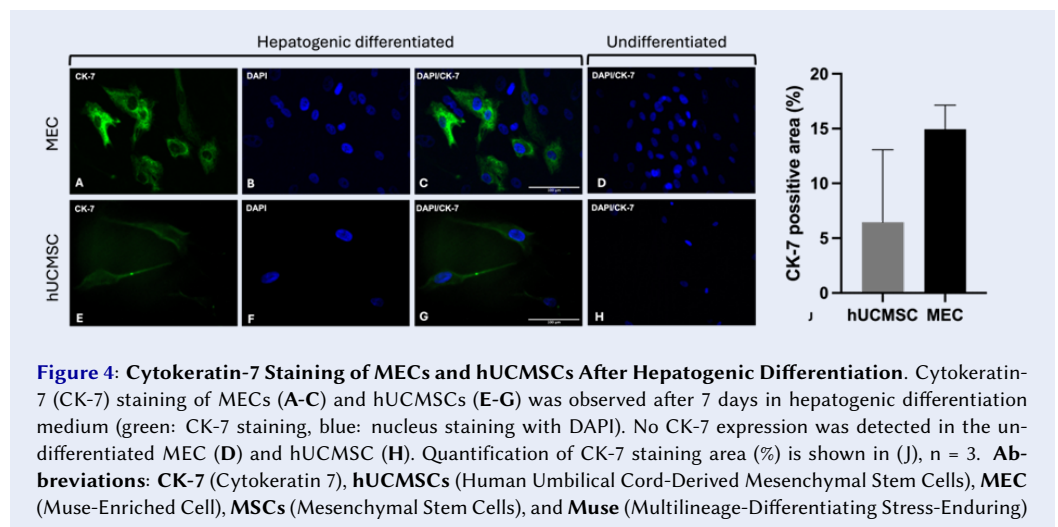 Hepatogenic differentiated
Undifferentiated
MEC
CK-7
A
DAPI
B
DAPI/CK-7
C
DAPI/CK-7
D
hUCMSC
CK-7
E
DAPI
F
DAPI/CK-7
G
DAPI/CK-7
H
CK-7 possitive area (%)
20
15
10
5
0
J
hUCMSC MEC
Figure 4: Cytokeratin-7 Staining of MECs and hUCMSCs After Hepatogenic Differentiation. Cytokeratin-
7 (CK-7) staining of MECs (A-C) and hUCMSCs (E-G) was observed after 7 days in hepatogenic differentiation
medium (green: CK-7 staining, blue: nucleus staining with DAPI). No CK-7 expression was detected in the un-
differentiated MEC (D) and hUCMSC (H). Quantification of CK-7 staining area (%) is shown in (J), n = 3. Ab-
breviations: CK-7 (Cytokeratin 7), hUCMSCs (Human Umbilical Cord-Derived Mesenchymal Stem Cells), MEC
(Muse-Enriched Cell), MSCs (Mesenchymal Stem Cells), and Muse (Multilineage-Differentiating Stress-Enduring)